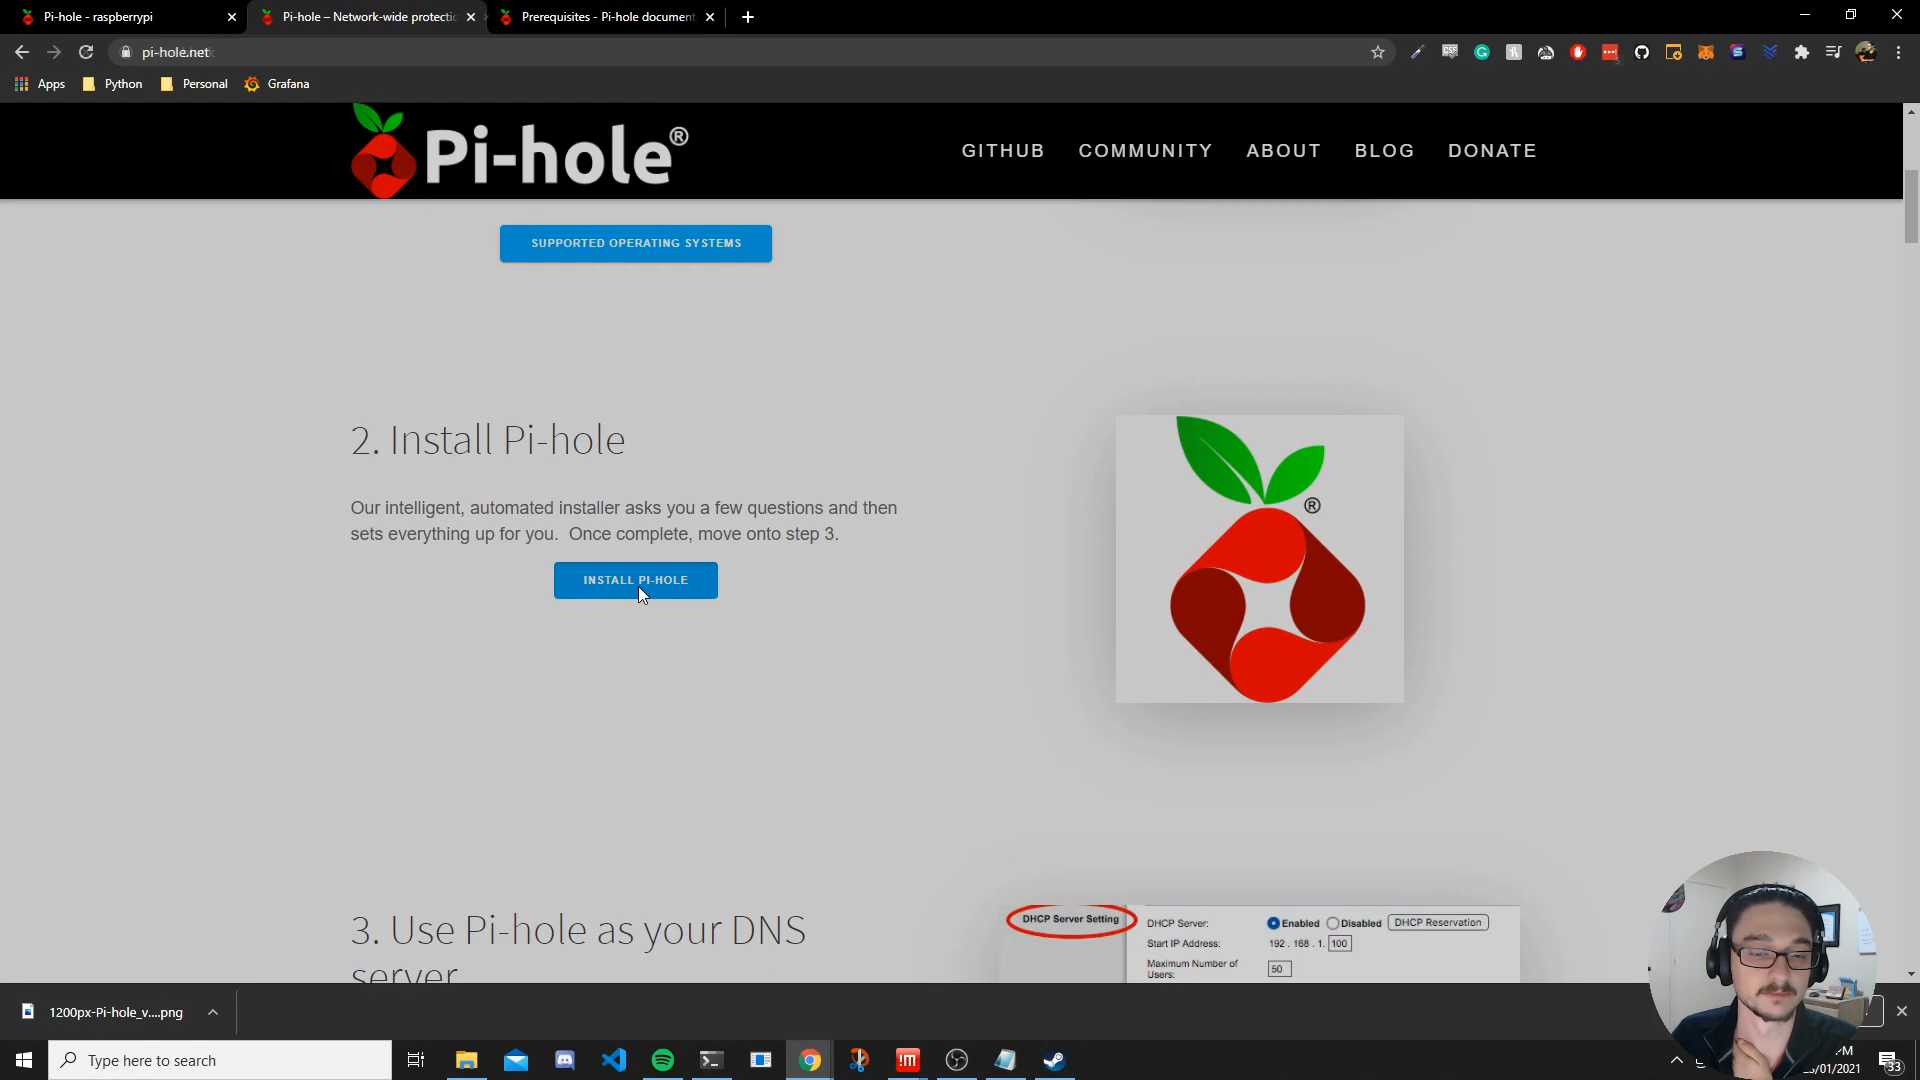 Pi-hole - raspberrypi
Pi-hole – Network-wide protectio
Prerequisites - Pi-hole document
pi-hole.net
Apps
Python
Personal
Grafana
Pi-hole®
GITHUB
COMMUNITY
ABOUT
BLOG
DONATE
SUPPORTED OPERATING SYSTEMS
2. Install Pi-hole
Our intelligent, automated installer asks you a few questions and then
sets everything up for you.  Once complete, move onto step 3.
INSTALL PI-HOLE
®
3. Use Pi-hole as your DNS
server
DHCP Server Setting
DHCP Server:
Enabled
Disabled
DHCP Reservation
Start IP Address:
192 . 168 . 1. 100
Maximum Number of
Users:
50
1200px-Pi-hole_v....png
Type here to search
/01/2021
33